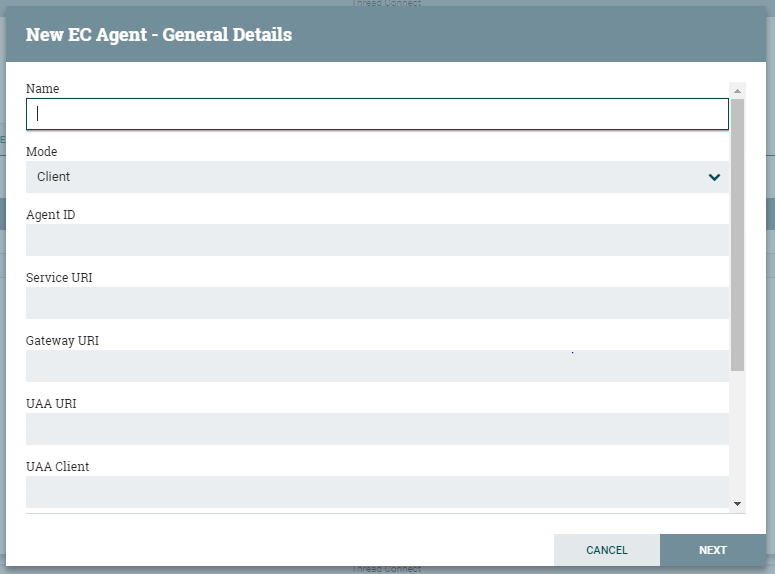 Thread Connect
New EC Agent - General Details
Name
Mode
Client
Agent ID
Service URI
Gateway URI
UAA URI
UAA Client
CANCEL
NEXT
Thread Connect